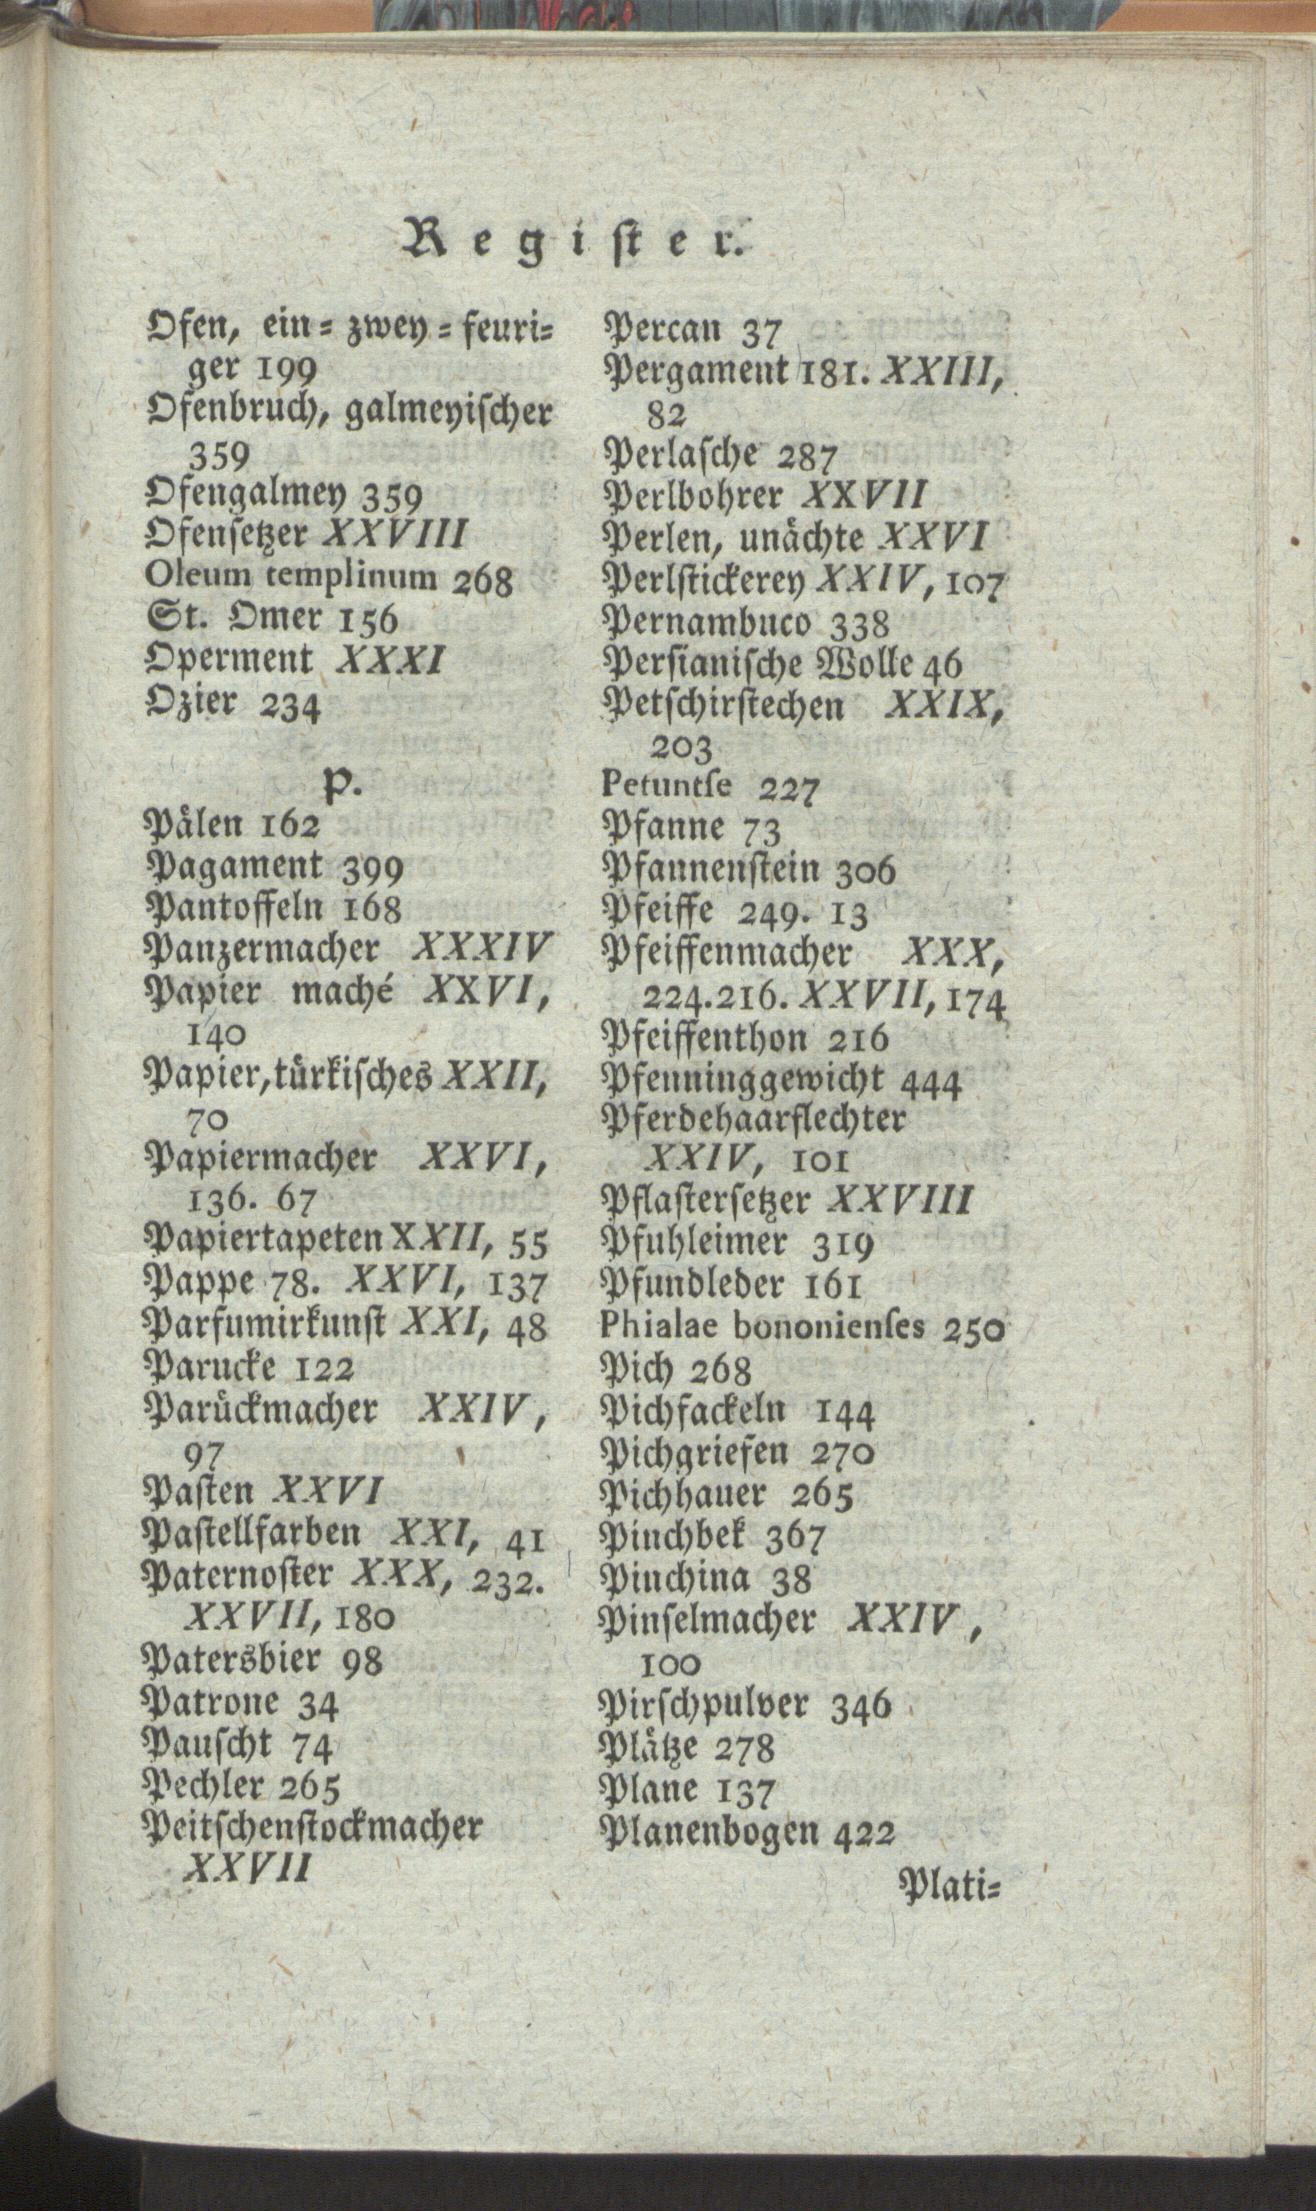 Regiſter.
Ofen, ein- zwey- feuri-
ger 199
Ofenbruch, galmeyiſcher
359
Ofengalmey 359
Ofenſetzer XXVIII
Oleum templinum 268
St. Omer 156
Operment XXXI
Ozier 234
P.
Pälen 162
Pagament 399
Pantoffeln 168
Panzermacher XXXIV
Papier maché XXVI,
140
Papier, türkiſches XXII,
70
Papiermacher XXVI,
136. 67
Papiertapeten XXII, 55
Pappe 78. XXVI, 137
Parfumirkunſt XXI, 48
Parucke 122
Parückmacher XXIV,
97
Paſten XXVI
Paſtellfarben XXI, 41
Paternoſter XXX, 232.
XXVII, 180
Patersbier 98
Patrone 34
Pauſcht 74
Pechler 265
Peitſchenſtockmacher
XXVII
Percan 37
Pergament 181. XXIII,
82
Perlaſche 287
Perlbohrer XXVII
Perlen, unächte XXVI
Perlſtickerey XXIV, 107
Pernambuco 338
Perſianiſche Wolle 46
Petſchirſtechen XXIX,
203
Petuntſe 227
Pfanne 73
Pfannenſtein 306
Pfeiffe 249. 13
Pfeiffenmacher XXX,
224. 216. XXVII, 174
Pfeiffenthon 216
Pfenninggewicht 444
Pferdehaarflechter
XXIV, 101
Pflaſterſetzer XXVIII
Pfuhleimer 319
Pfundleder 161
Phialae bononienſes 250
Pich 268
Pichfackeln 144
Pichgriefen 270
Pichhauer 265
Pinchbek 367
Pinchina 38
Pinſelmacher XXIV,
100
Pirſchpulver 346
Plätze 278
Plane 137
Planenbogen 422
Plati-